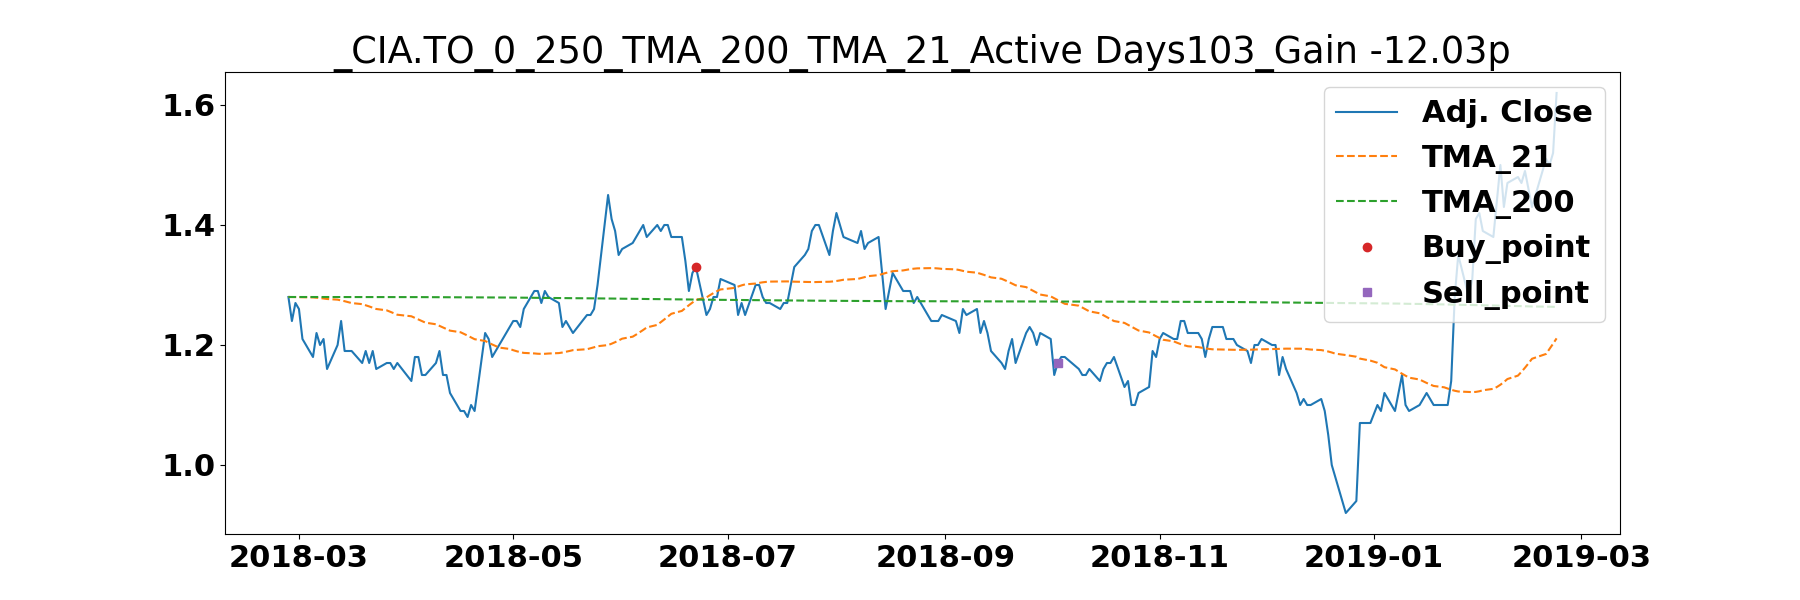 _CIA.TO_0_250_TMA_200_TMA_21_Active Days103_Gain -12.03p
1.6
1.4
1.2
1.0
Adj. Close
TMA_21
TMA_200
Buy_point
Sell_point
2018-03 2018-05 2018-07 2018-09 2018-11 2019-01 2019-03